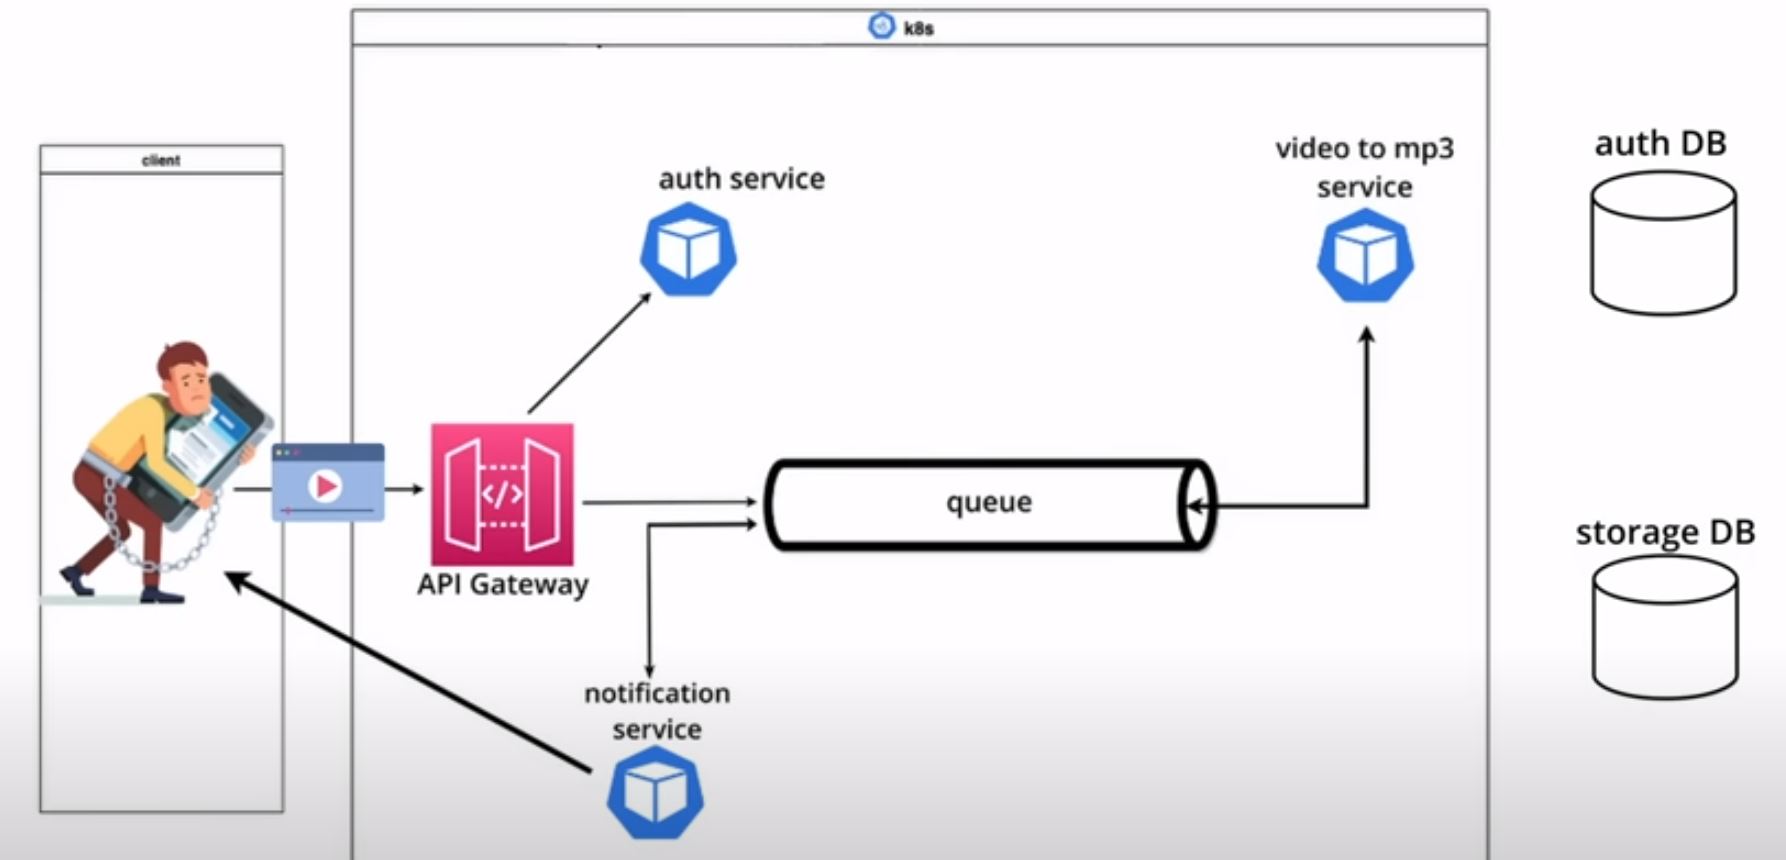 k8s
client
auth service
video to mp3
service
auth DB
</>
API Gateway
queue
storage DB
notification
service